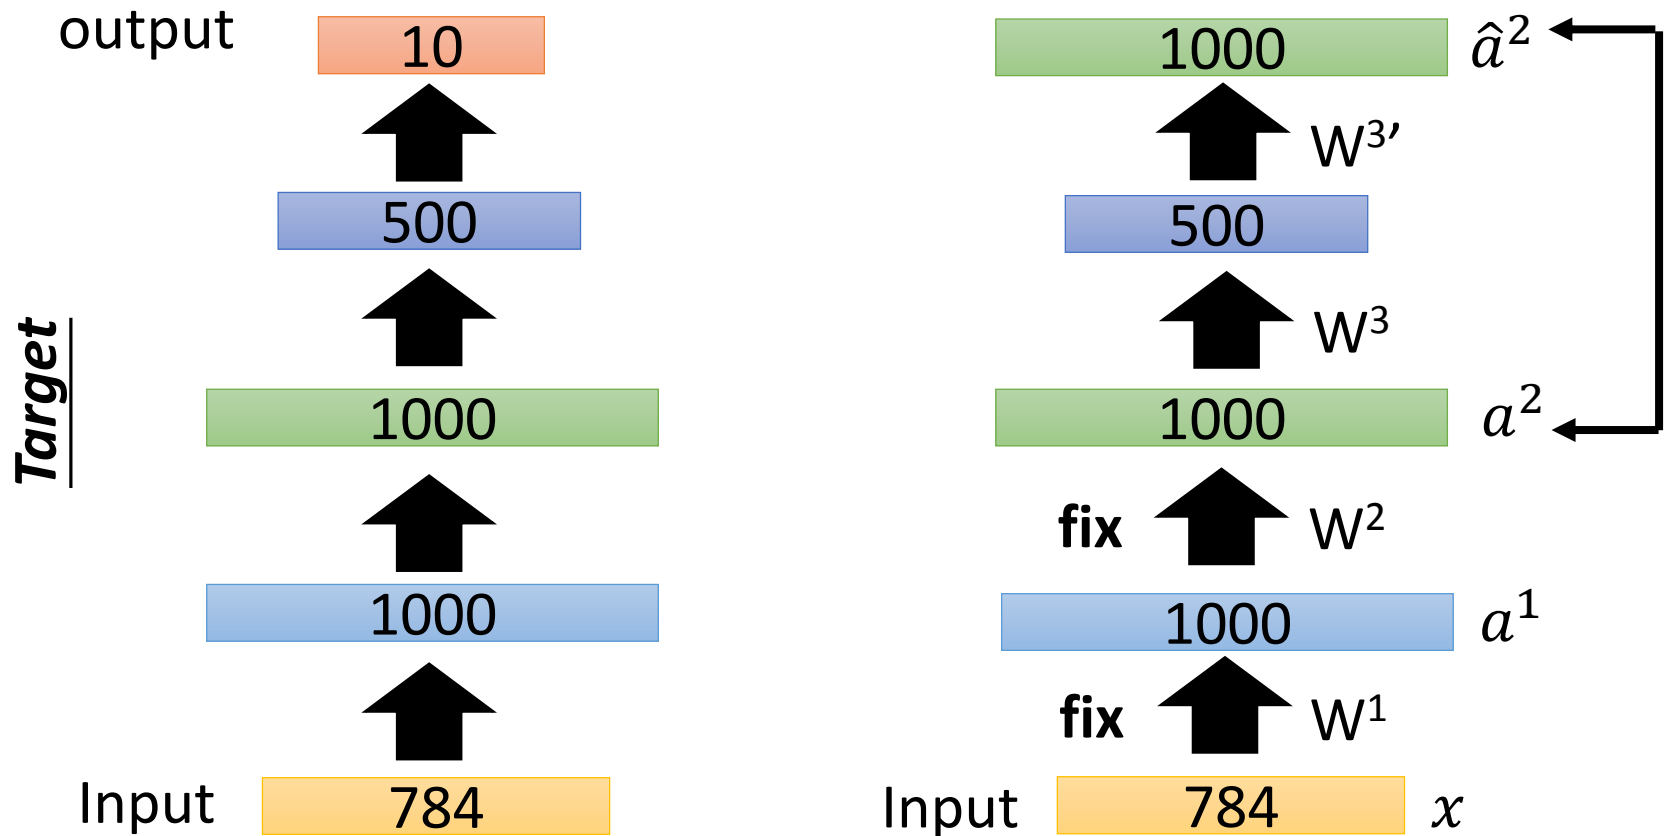 output
10
500
Target
1000
1000
Input
784
1000
â²
W³’
500
W³
1000
a²
fix
W²
1000
a¹
fix
W¹
Input
784
x